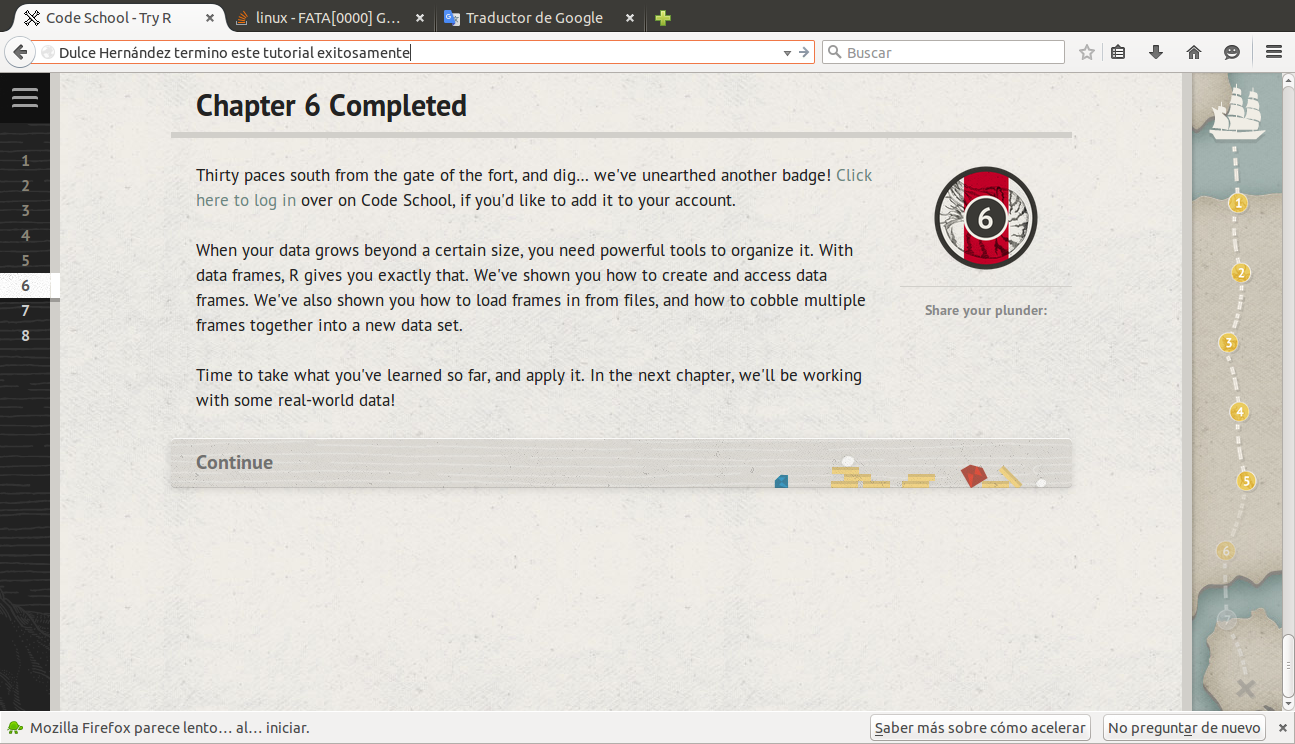 Code School - Try R
linux - FATA[0000] G...
Traductor de Google
Dulce Hernández termino este tutorial exitosamente
Buscar
Chapter 6 Completed
Thirty paces south from the gate of the fort, and dig... we've unearthed another badge! Click
here to log in over on Code School, if you'd like to add it to your account.
When your data grows beyond a certain size, you need powerful tools to organize it. With
data frames, R gives you exactly that. We've shown you how to create and access data
frames. We've also shown you how to load frames in from files, and how to cobble multiple
frames together into a new data set.
Time to take what you've learned so far, and apply it. In the next chapter, we'll be working
with some real-world data!
6
Share your plunder:
Continue
1
2
3
4
5
6
7
8
1
2
3
4
5
6
7
Mozilla Firefox parece lento... al... iniciar.
Saber más sobre cómo acelerar
No preguntar de nuevo